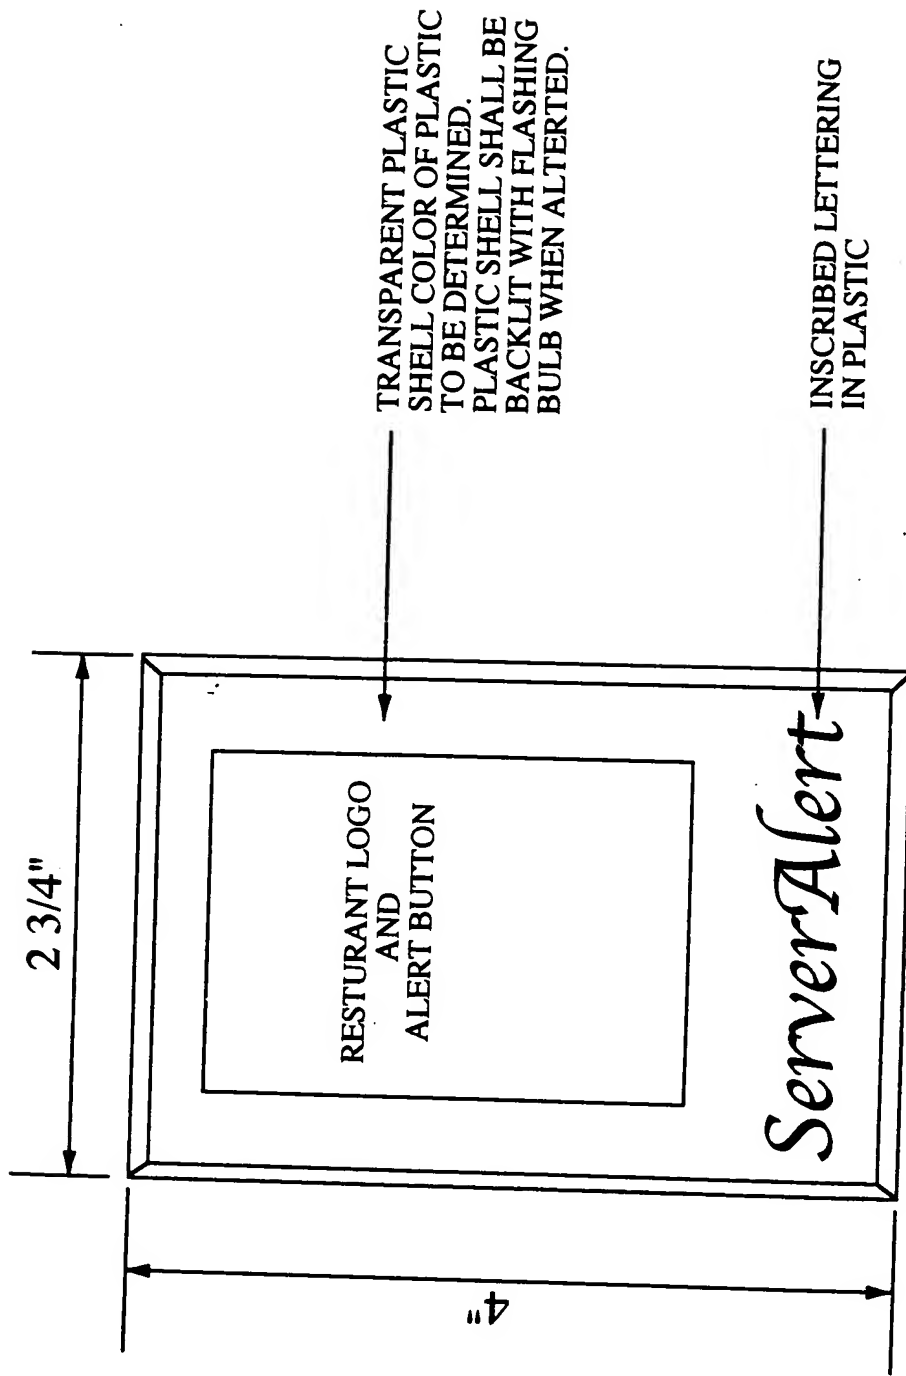 2 3/4"
4"
RESTURANT LOGO
AND
ALERT BUTTON
ServerAlert
TRANSPARENT PLASTIC
SHELL COLOR OF PLASTIC
TO BE DETERMINED.
PLASTIC SHELL SHALL BE
BACKLIT WITH FLASHING
BULB WHEN ALTERTED.
INSCRIBED LETTERING
IN PLASTIC